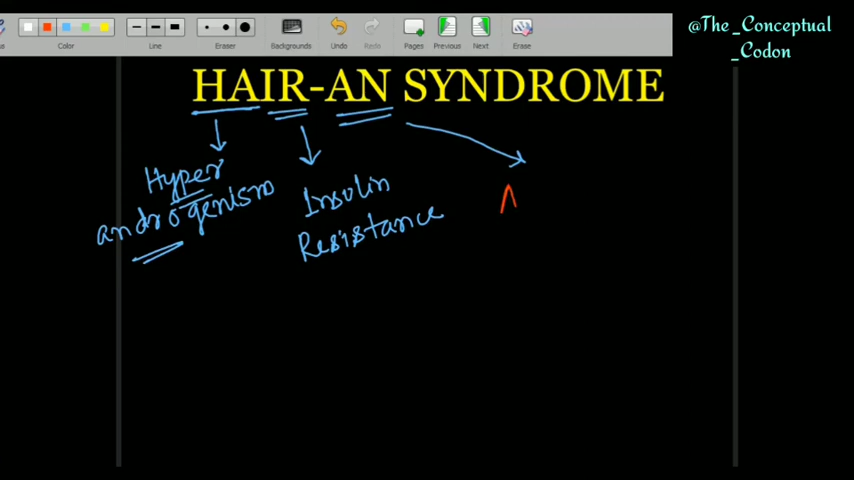 @The_Conceptual
_Codon
Color
Line
Eraser
Backgrounds
Undo
Redo
Pages
Previous
Next
Erase
HAIR-AN SYNDROME
Hyper
androgenism
Insulin
Resistance